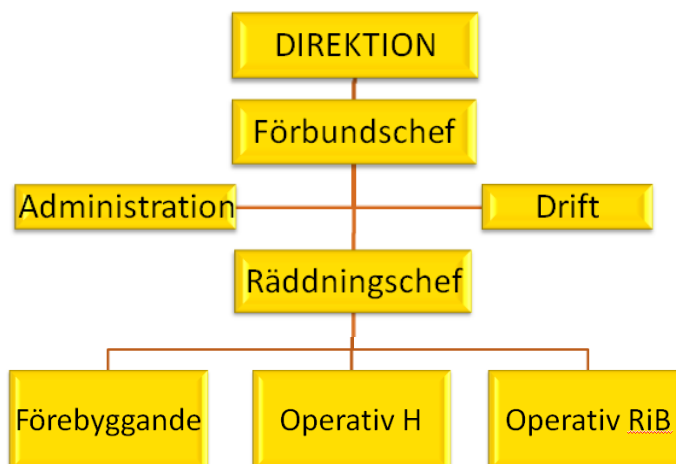 DIREKTION
Förbundschef
Administration
Drift
Räddningschef
Förebyggande
Operativ H
Operativ RiB